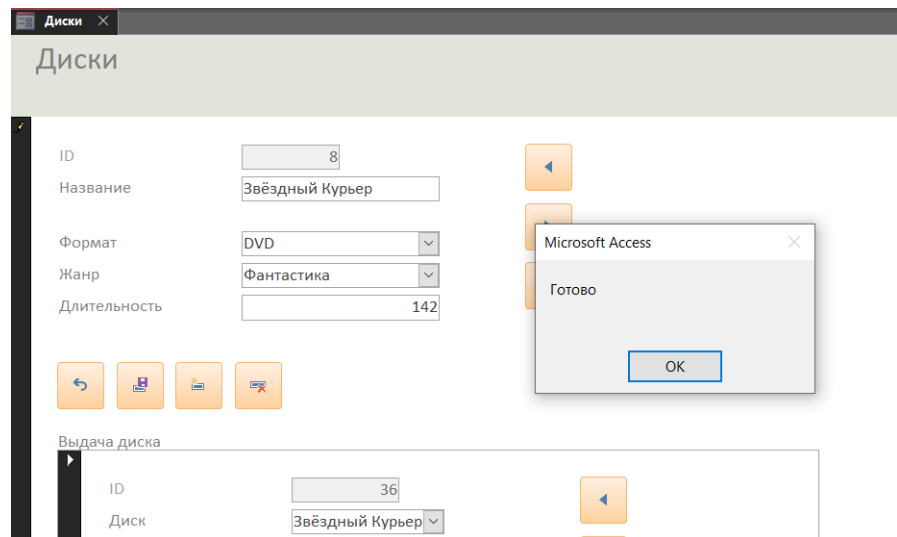 Диски
Диски
ID 8
Название Звёздный Курьер
Формат DVD
Жанр Фантастика
Длительность 142
Microsoft Access
Готово
OK
Выдача диска
ID 36
Диск Звёздный Курьер